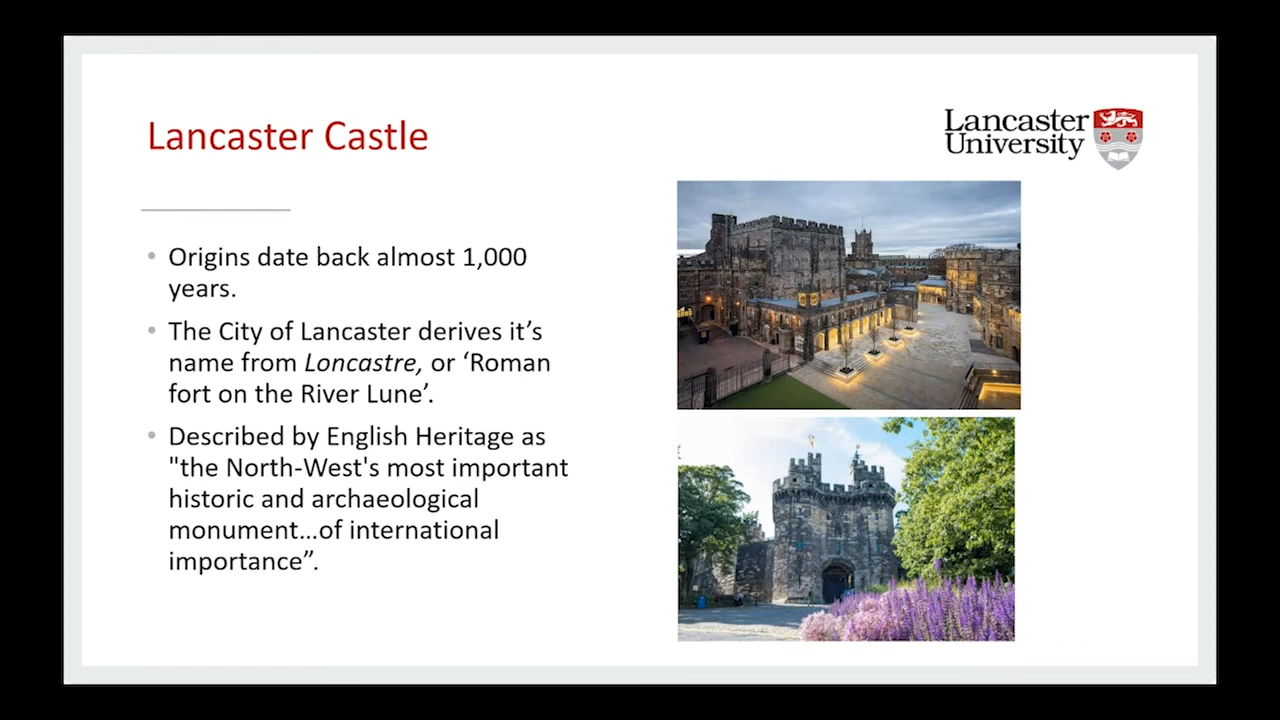 Lancaster Castle
Lancaster
University
• Origins date back almost 1,000
years.
• The City of Lancaster derives it’s
name from Loncastre, or ‘Roman
fort on the River Lune’.
• Described by English Heritage as
"the North-West's most important
historic and archaeological
monument…of international
importance”.